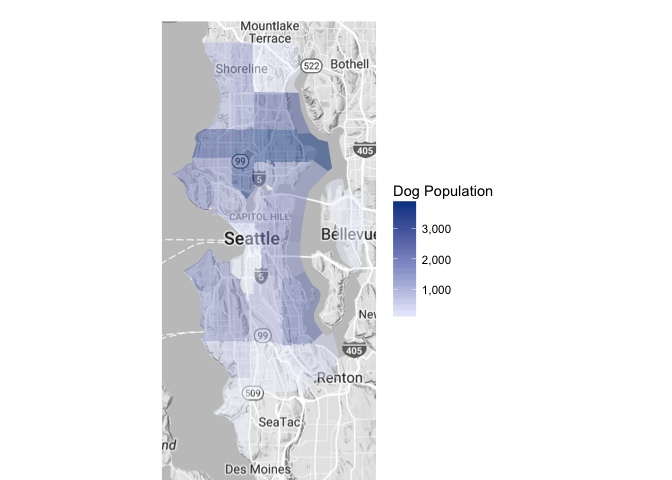 Mountlake
Terrace
522
Bothell
Shoreline
99
405
5
CAPITOL HILL
Seattle
Bellevue
5
99
405
Renton
509
SeaTac
nd
Des Moines
Dog Population
3,000
2,000
1,000